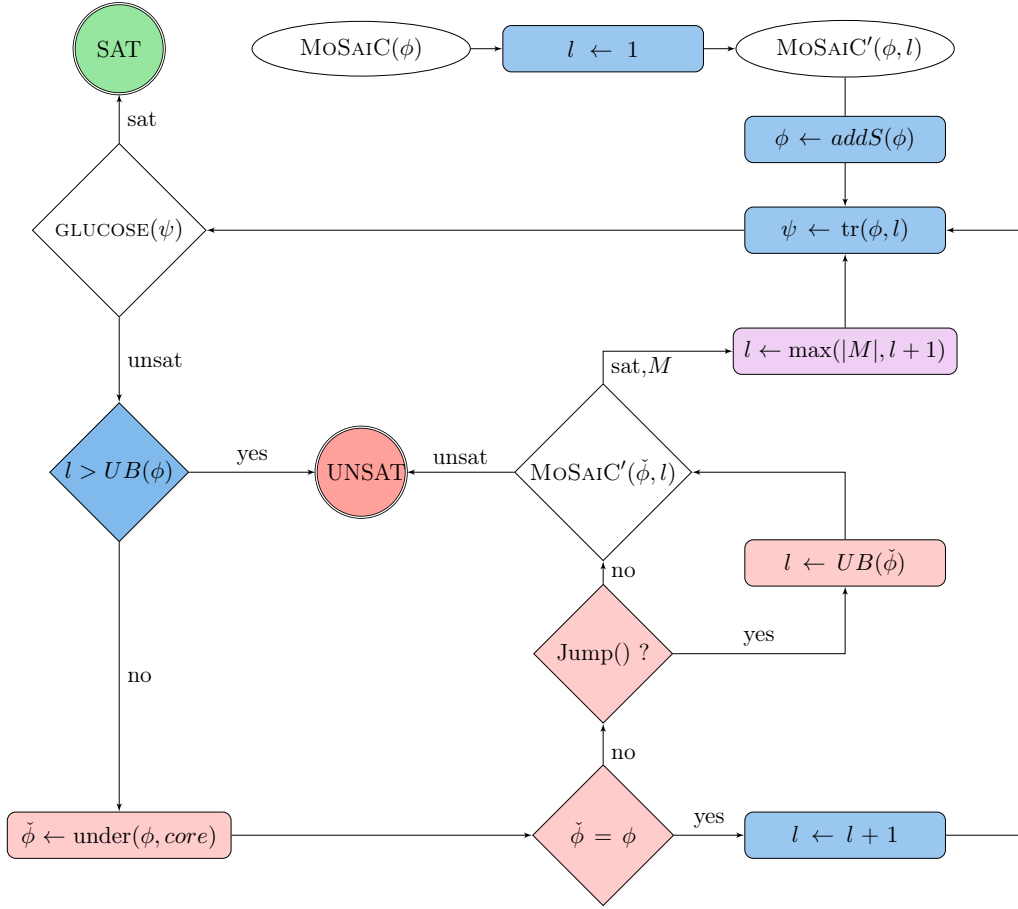 SAT
MoSaiC(ϕ)
l ← 1
MoSaiC′(ϕ, l)
sat
ϕ ← addS(ϕ)
glucose(ψ)
ψ ← tr(ϕ, l)
unsat
l ← max(|M|, l + 1)
sat,M
l > UB(ϕ)
yes
UNSAT
unsat
MoSaiC′(ϕ̌, l)
l ← UB(ϕ̌)
no
Jump() ?
yes
no
no
ϕ̌ ← under(ϕ, core)
ϕ̌ = ϕ
yes
l ← l + 1